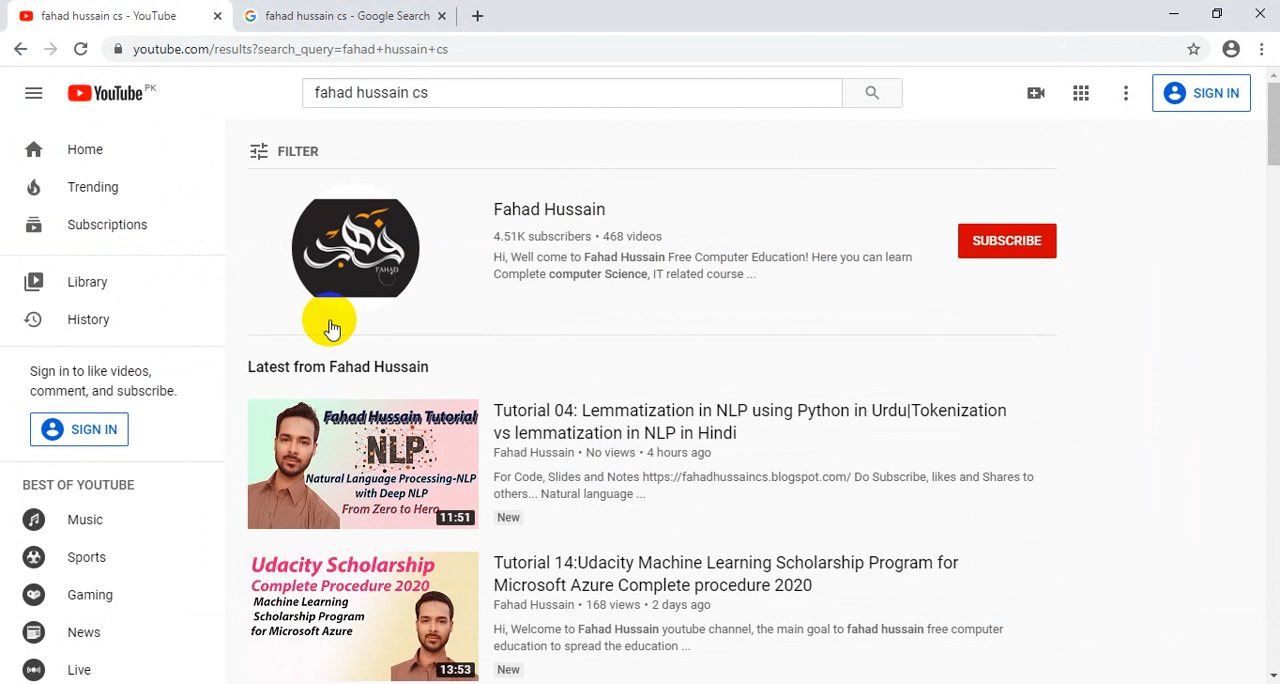 fahad hussain cs - YouTube
fahad hussain cs - Google Search
youtube.com/results?search_query=fahad+hussain+cs
YouTube PK
fahad hussain cs
SIGN IN
Home
Trending
Subscriptions
Library
History
Sign in to like videos,
comment, and subscribe.
SIGN IN
BEST OF YOUTUBE
Music
Sports
Gaming
News
Live
FILTER
فهد
FAHAD
Fahad Hussain
4.51K subscribers • 468 videos
Hi, Well come to Fahad Hussain Free Computer Education! Here you can learn
Complete computer Science, IT related course ...
SUBSCRIBE
Latest from Fahad Hussain
Fahad Hussain Tutorial
NLP
Natural Language Processing-NLP
with Deep NLP
From Zero to Hero
11:51
Tutorial 04: Lemmatization in NLP using Python in Urdu|Tokenization
vs lemmatization in NLP in Hindi
Fahad Hussain • No views • 4 hours ago
For Code, Slides and Notes https://fahadhussaincs.blogspot.com/ Do Subscribe, likes and Shares to
others... Natural language ...
New
Udacity Scholarship
Complete Procedure 2020
Machine Learning
Scholarship Program
for Microsoft Azure
13:53
Tutorial 14:Udacity Machine Learning Scholarship Program for
Microsoft Azure Complete procedure 2020
Fahad Hussain • 168 views • 2 days ago
Hi, Welcome to Fahad Hussain youtube channel, the main goal to fahad hussain free computer
education to spread the education ...
New